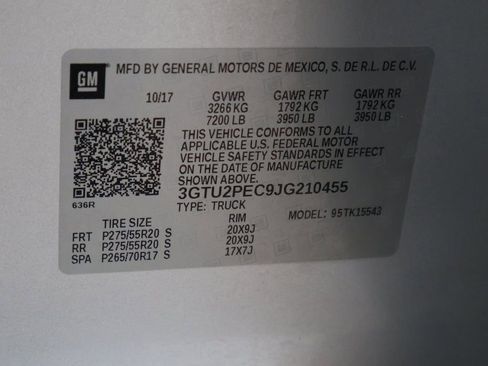 GM
MFD BY GENERAL MOTORS DE MEXICO, S. DE R.L. DE C.V.
10/17 GVWR GAWR FRT GAWR RR
3266 KG 1792 KG 1792 KG
7200 LB 3950 LB 3950 LB
THIS VEHICLE CONFORMS TO ALL
APPLICABLE U.S. FEDERAL MOTOR
VEHICLE SAFETY STANDARDS IN EFFECT
ON THE DATE OF MANUFACTURE
SHOWN ABOVE.
3GTU2PEC9JG210455
636R TYPE: TRUCK MODEL: 95TK15543
TIRE SIZE RIM
FRT P275/55R20 S 20X9J
RR P275/55R20 S 20X9J
SPA P265/70R17 S 17X7J